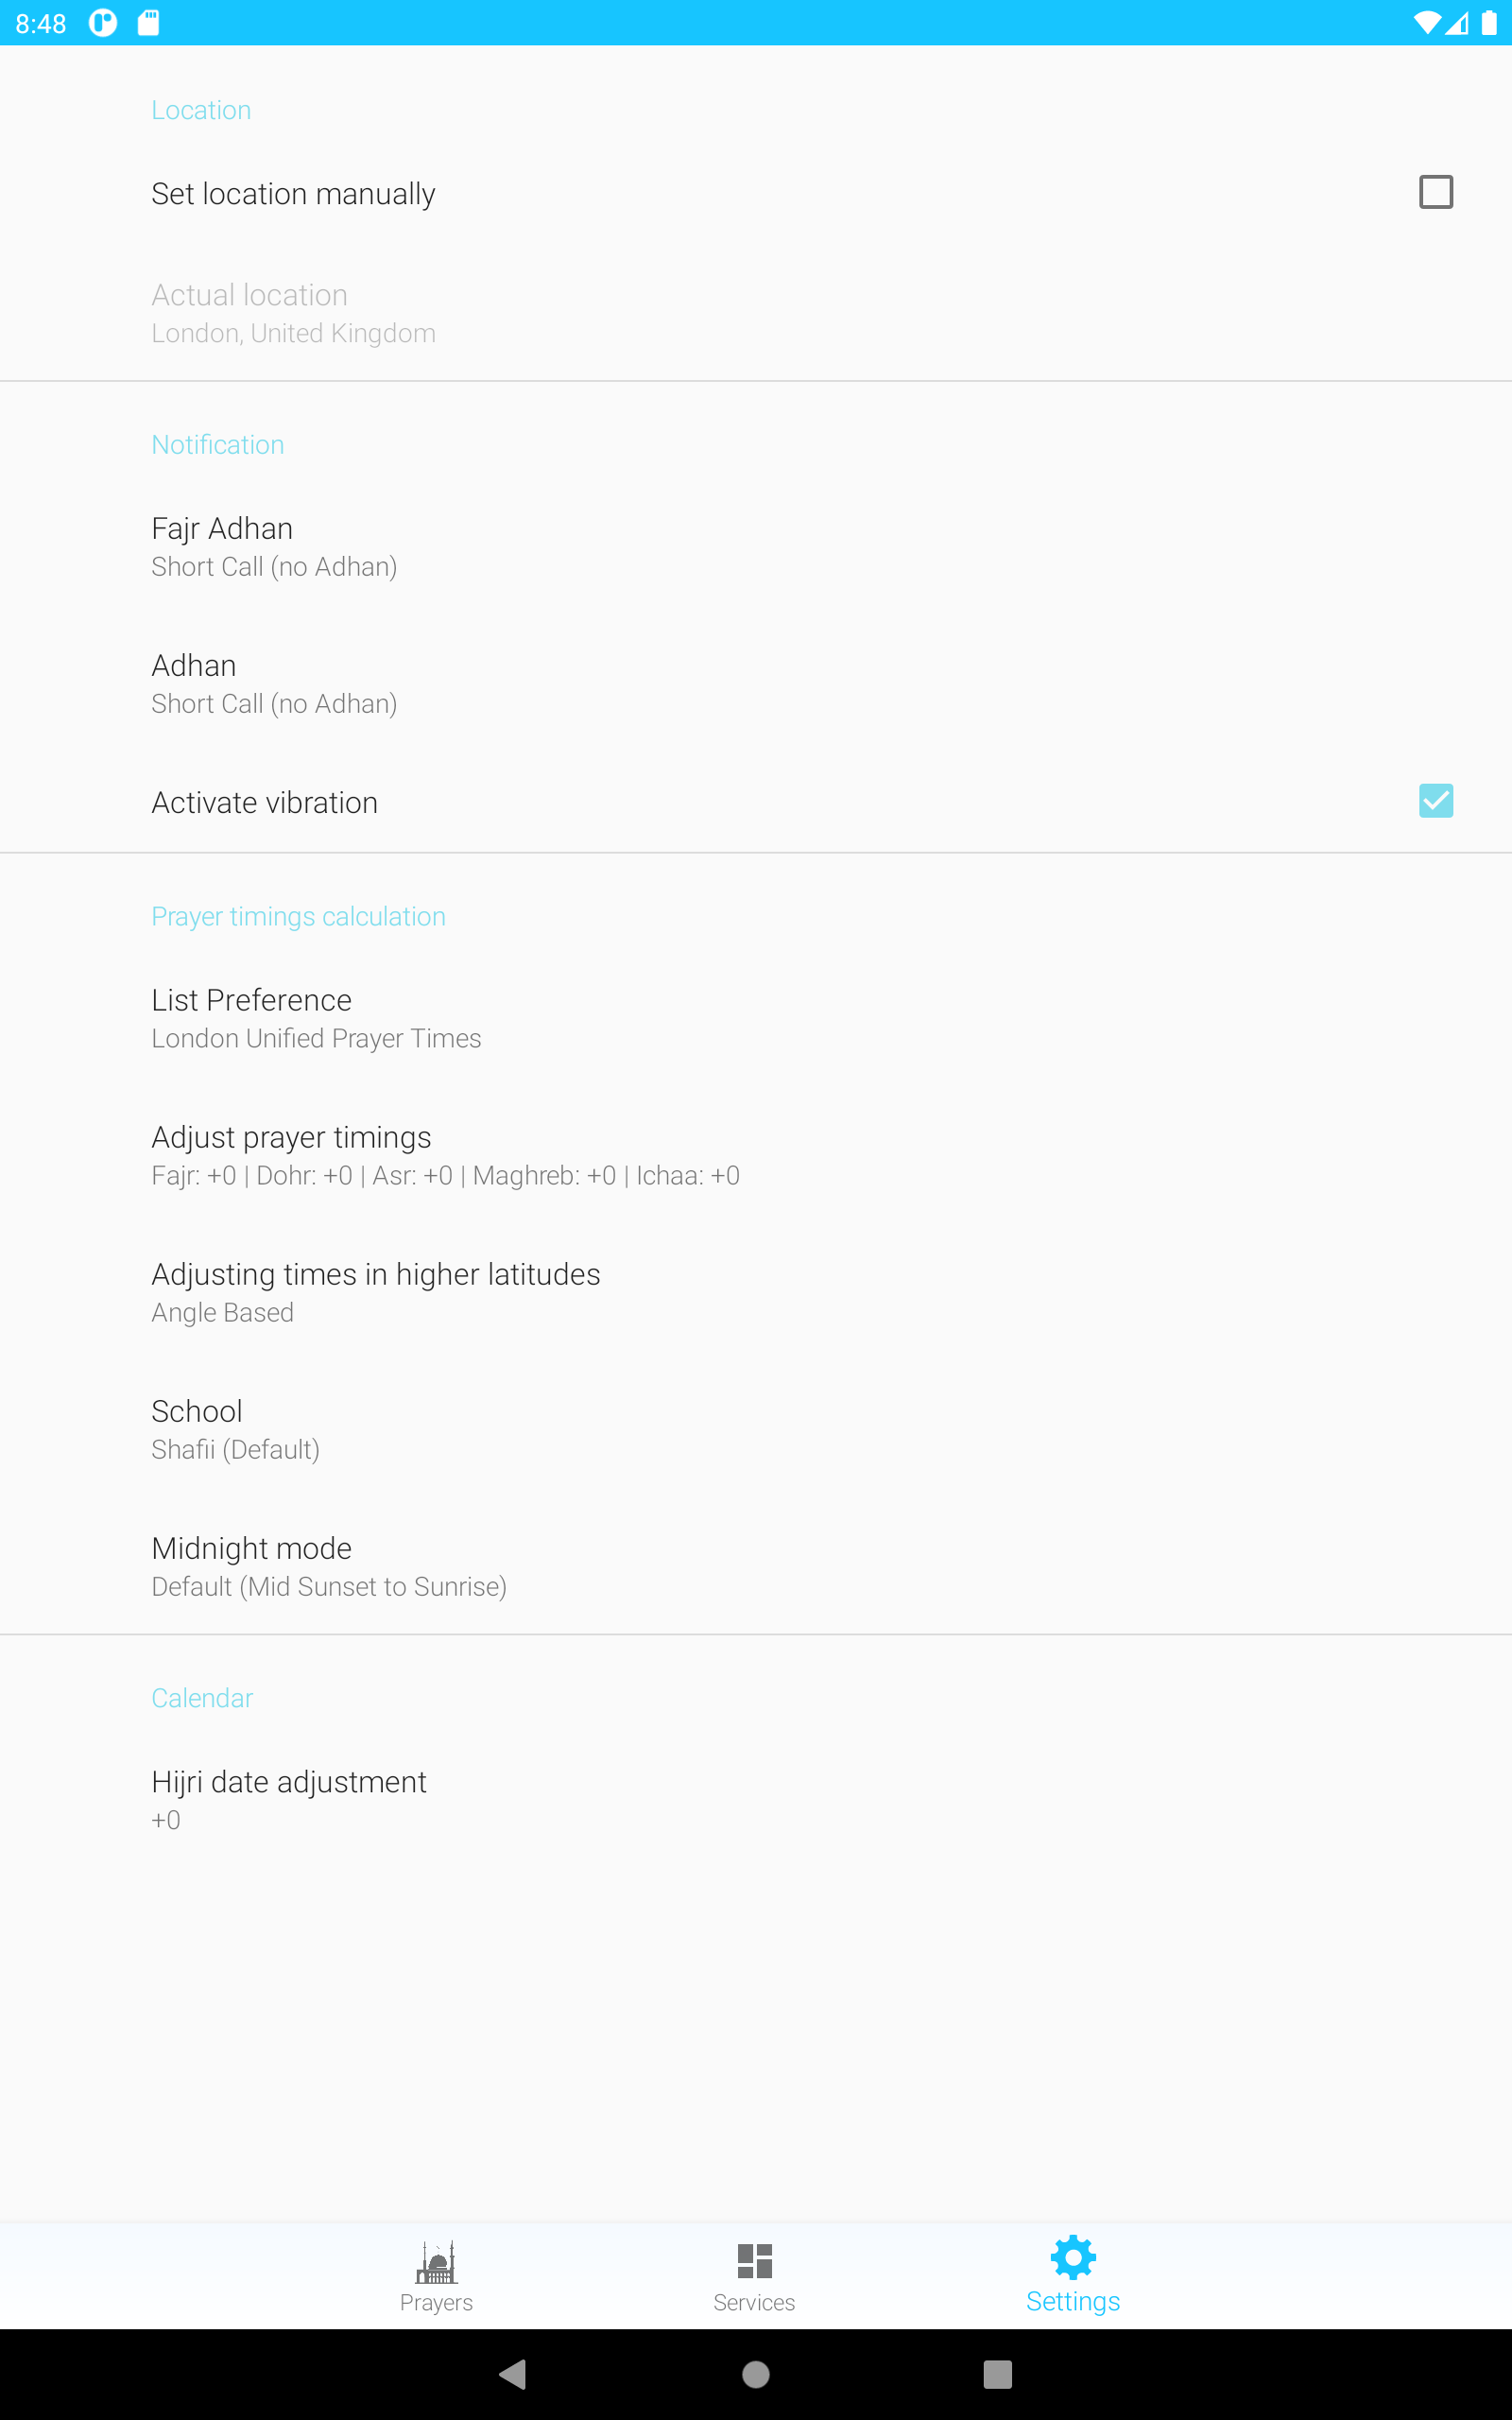 8:48
Location
Set location manually
Actual location
London, United Kingdom
Notification
Fajr Adhan
Short Call (no Adhan)
Adhan
Short Call (no Adhan)
Activate vibration
Prayer timings calculation
List Preference
London Unified Prayer Times
Adjust prayer timings
Fajr: +0 | Dohr: +0 | Asr: +0 | Maghreb: +0 | Ichaa: +0
Adjusting times in higher latitudes
Angle Based
School
Shafii (Default)
Midnight mode
Default (Mid Sunset to Sunrise)
Calendar
Hijri date adjustment
+0
Prayers
Services
Settings